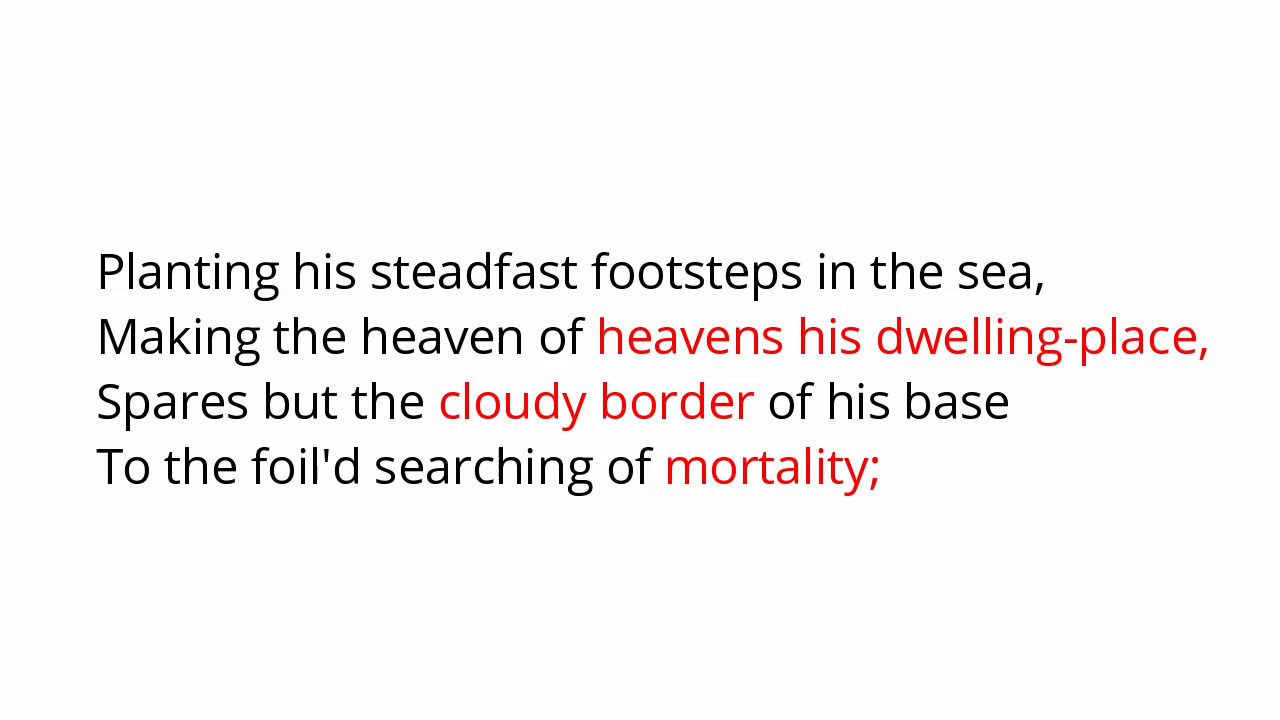 Planting his steadfast footsteps in the sea,
Making the heaven of heavens his dwelling-place,
Spares but the cloudy border of his base
To the foil'd searching of mortality;